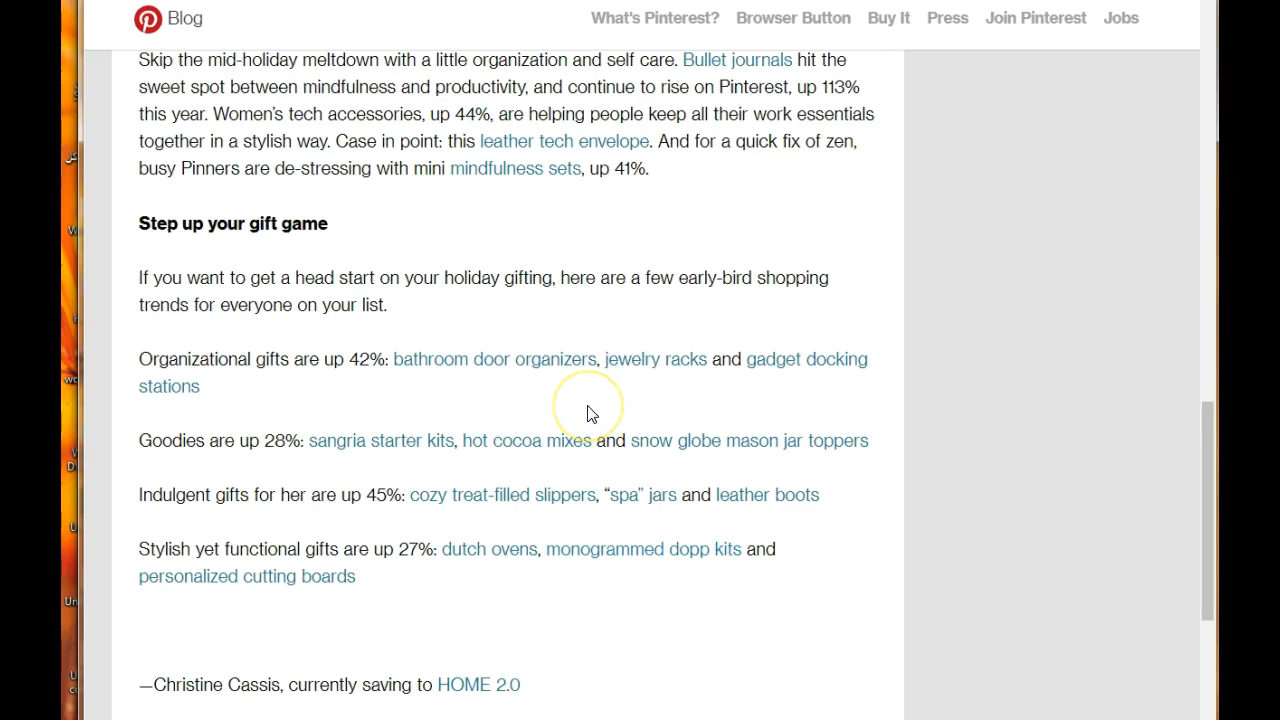 Blog
What's Pinterest? Browser Button Buy It Press Join Pinterest Jobs
Skip the mid-holiday meltdown with a little organization and self care. Bullet journals hit the
sweet spot between mindfulness and productivity, and continue to rise on Pinterest, up 113%
this year. Women’s tech accessories, up 44%, are helping people keep all their work essentials
together in a stylish way. Case in point: this leather tech envelope. And for a quick fix of zen,
busy Pinners are de-stressing with mini mindfulness sets, up 41%.
Step up your gift game
If you want to get a head start on your holiday gifting, here are a few early-bird shopping
trends for everyone on your list.
Organizational gifts are up 42%: bathroom door organizers, jewelry racks and gadget docking
stations
Goodies are up 28%: sangria starter kits, hot cocoa mixes and snow globe mason jar toppers
Indulgent gifts for her are up 45%: cozy treat-filled slippers, “spa” jars and leather boots
Stylish yet functional gifts are up 27%: dutch ovens, monogrammed dopp kits and
personalized cutting boards
—Christine Cassis, currently saving to HOME 2.0